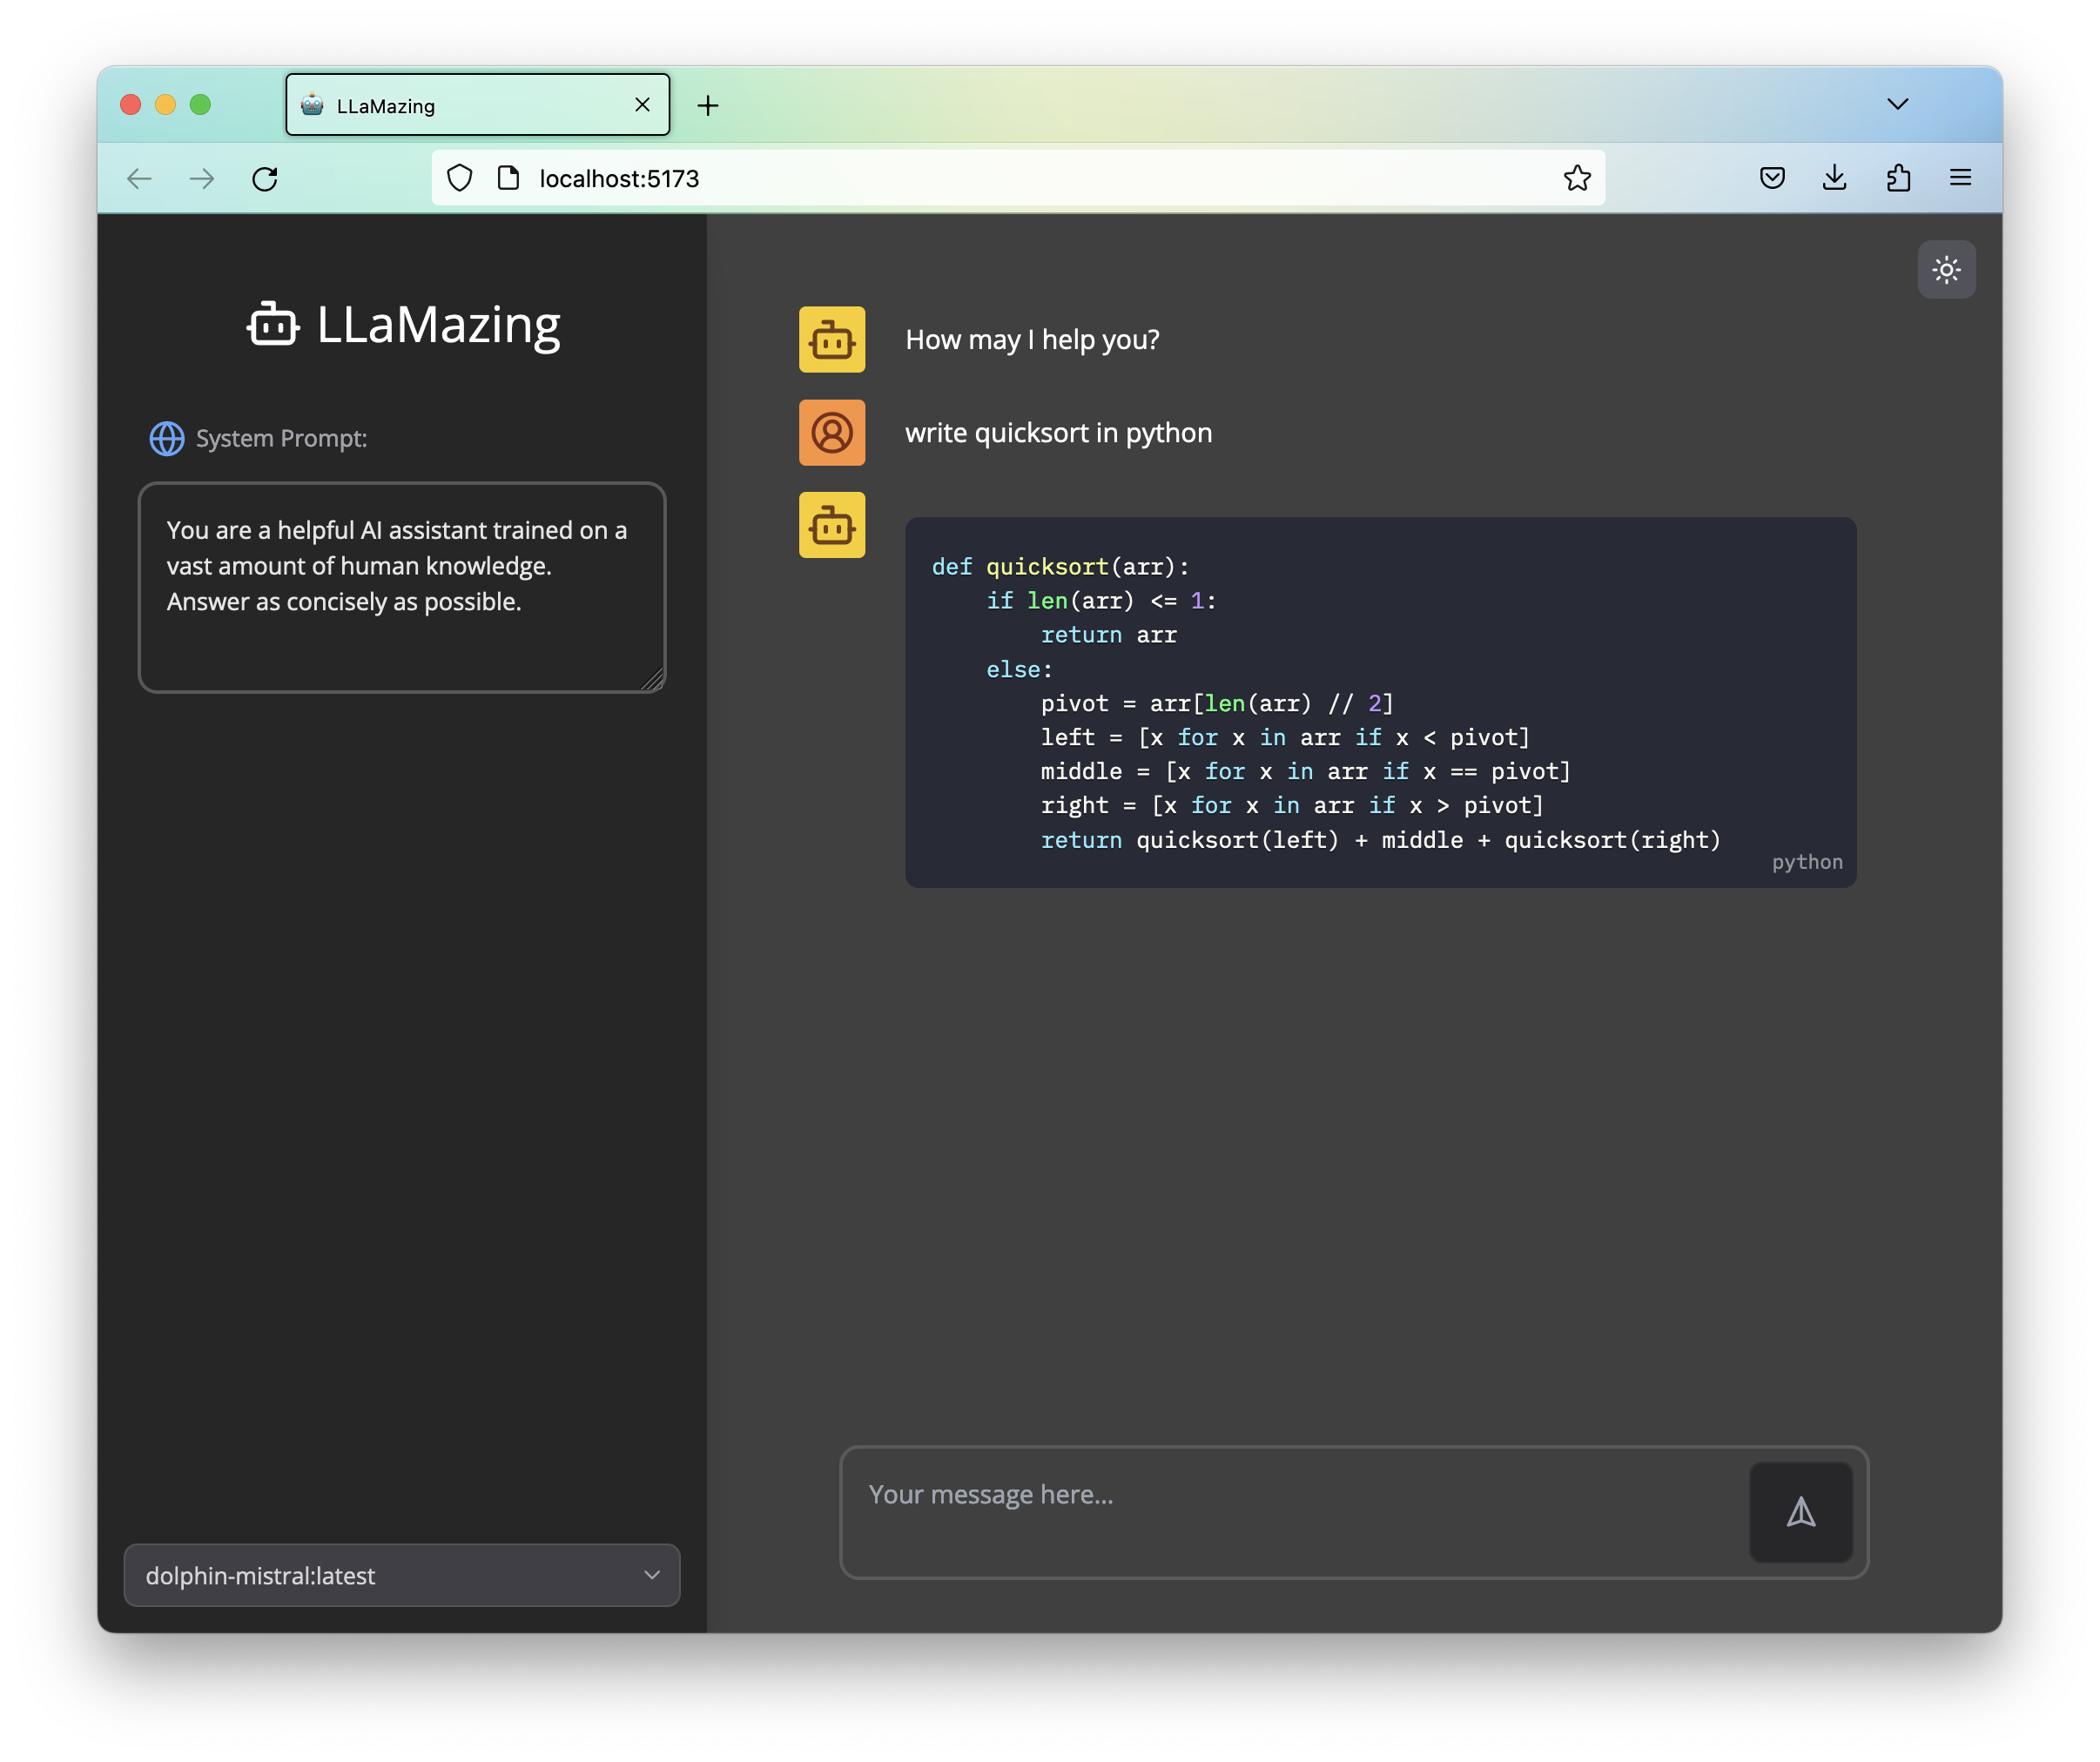 LLaMazing
localhost:5173
LLaMazing
System Prompt:
You are a helpful AI assistant trained on a
vast amount of human knowledge.
Answer as concisely as possible.
dolphin-mistral:latest
How may I help you?
write quicksort in python
def quicksort(arr):
    if len(arr) <= 1:
        return arr
    else:
        pivot = arr[len(arr) // 2]
        left = [x for x in arr if x < pivot]
        middle = [x for x in arr if x == pivot]
        right = [x for x in arr if x > pivot]
        return quicksort(left) + middle + quicksort(right)
python
Your message here...